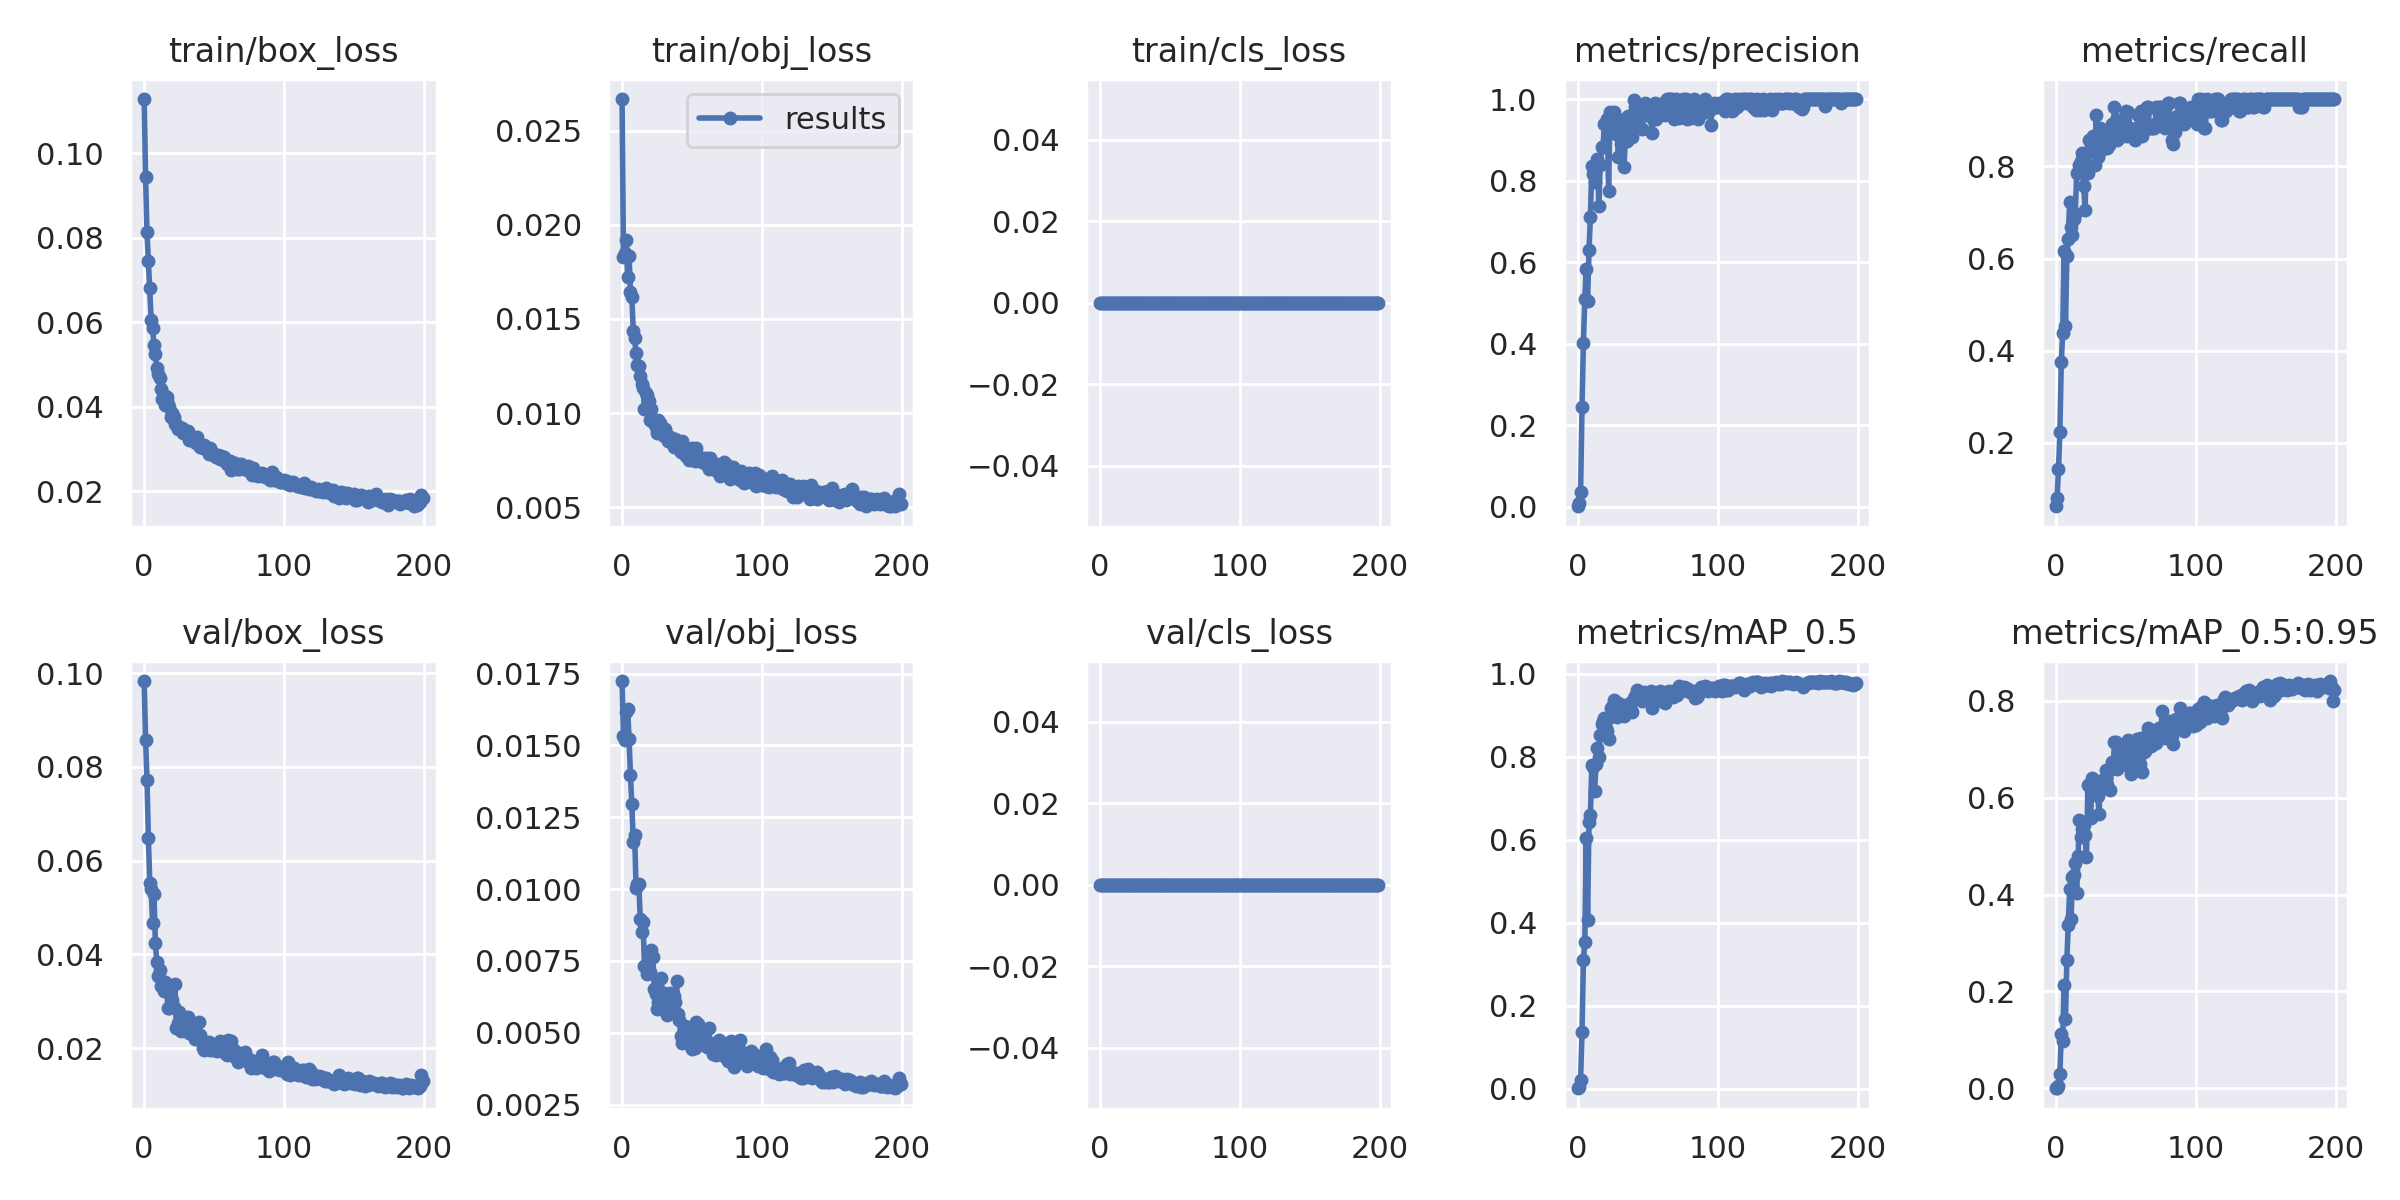 train/box_loss
0.10
0.08
0.06
0.04
0.02
0 100 200
train/obj_loss
results
0.025
0.020
0.015
0.010
0.005
0 100 200
train/cls_loss
0.04
0.02
0.00
−0.02
−0.04
0 100 200
metrics/precision
1.0
0.8
0.6
0.4
0.2
0.0
0 100 200
metrics/recall
0.8
0.6
0.4
0.2
0 100 200
val/box_loss
0.10
0.08
0.06
0.04
0.02
0 100 200
val/obj_loss
0.0175
0.0150
0.0125
0.0100
0.0075
0.0050
0.0025
0 100 200
val/cls_loss
0.04
0.02
0.00
−0.02
−0.04
0 100 200
metrics/mAP_0.5
1.0
0.8
0.6
0.4
0.2
0.0
0 100 200
metrics/mAP_0.5:0.95
0.8
0.6
0.4
0.2
0.0
0 100 200